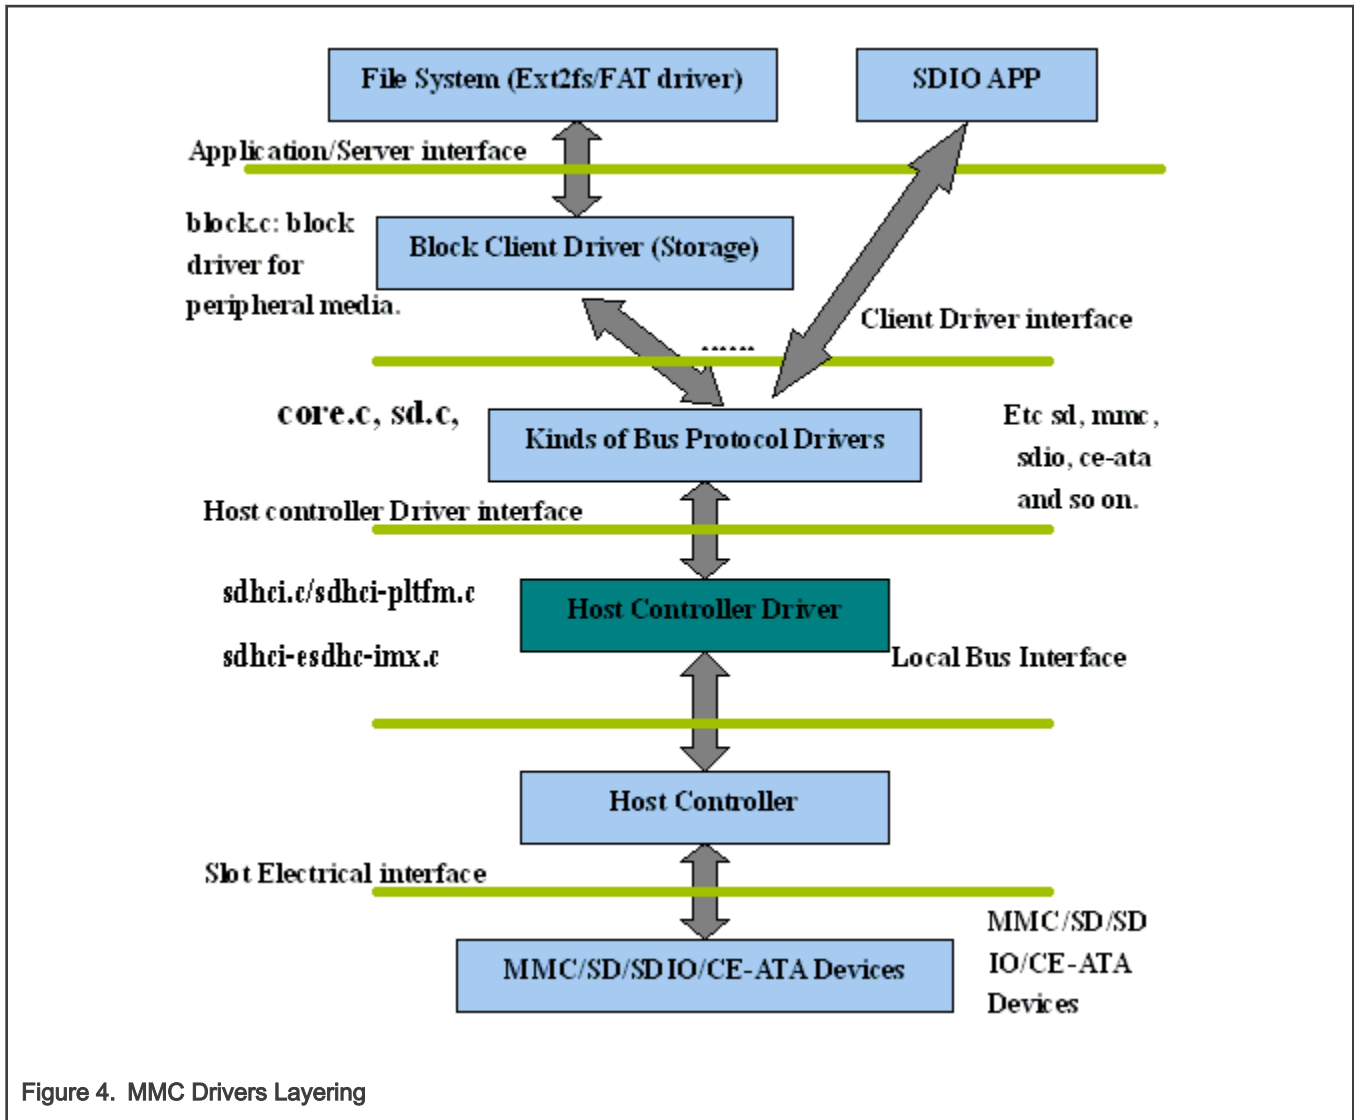 File System (Ext2fs/FAT driver)
SDIO APP
Application/Server interface
block.c: block
driver for
peripheral media.
Block Client Driver (Storage)
Client Driver interface
......
core.c, sd.c,
Kinds of Bus Protocol Drivers
Etc sd, mmc,
sdio, ce-ata
and so on.
Host controller Driver interface
sdhci.c/sdhci-pltfm.c
sdhci-esdhc-imx.c
Host Controller Driver
Local Bus Interface
Host Controller
Slot Electrical interface
MMC/SD/SDIO/CE-ATA Devices
MMC/SD/SD
IO/CE-ATA
Devices
Figure 4. MMC Drivers Layering